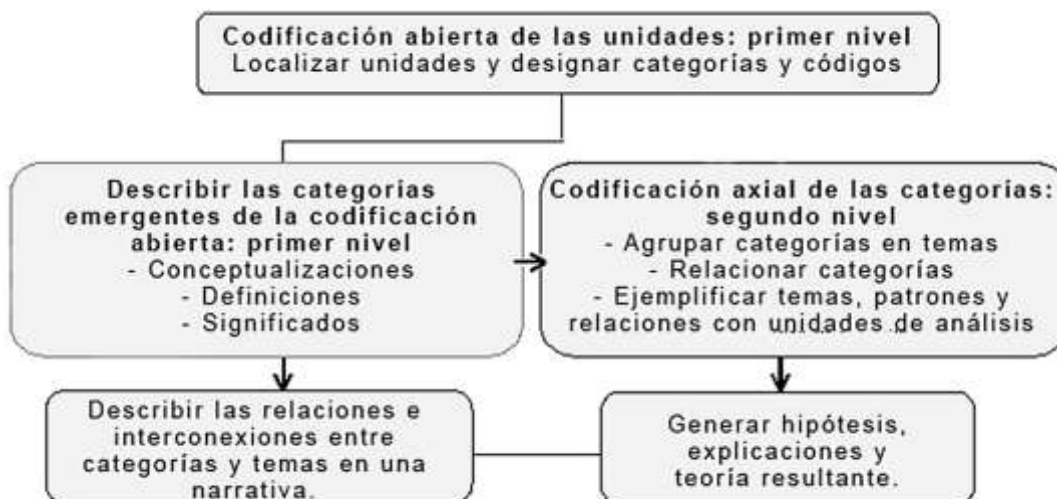 Codificación abierta de las unidades: primer nivel
Localizar unidades y designar categorías y códigos
Describir las categorias
emergentes de la codificación
abierta: primer nivel
- Conceptualizaciones
- Definiciones
- Significados
Codificación axial de las categorías:
segundo nivel
- Agrupar categorías en temas
- Relacionar categorías
- Ejemplificar temas, patrones y
relaciones con unidades de análisis
Describir las relaciones e
interconexiones entre
categorías y temas en una
narrativa.
Generar hipótesis,
explicaciones y
teoría resultante.